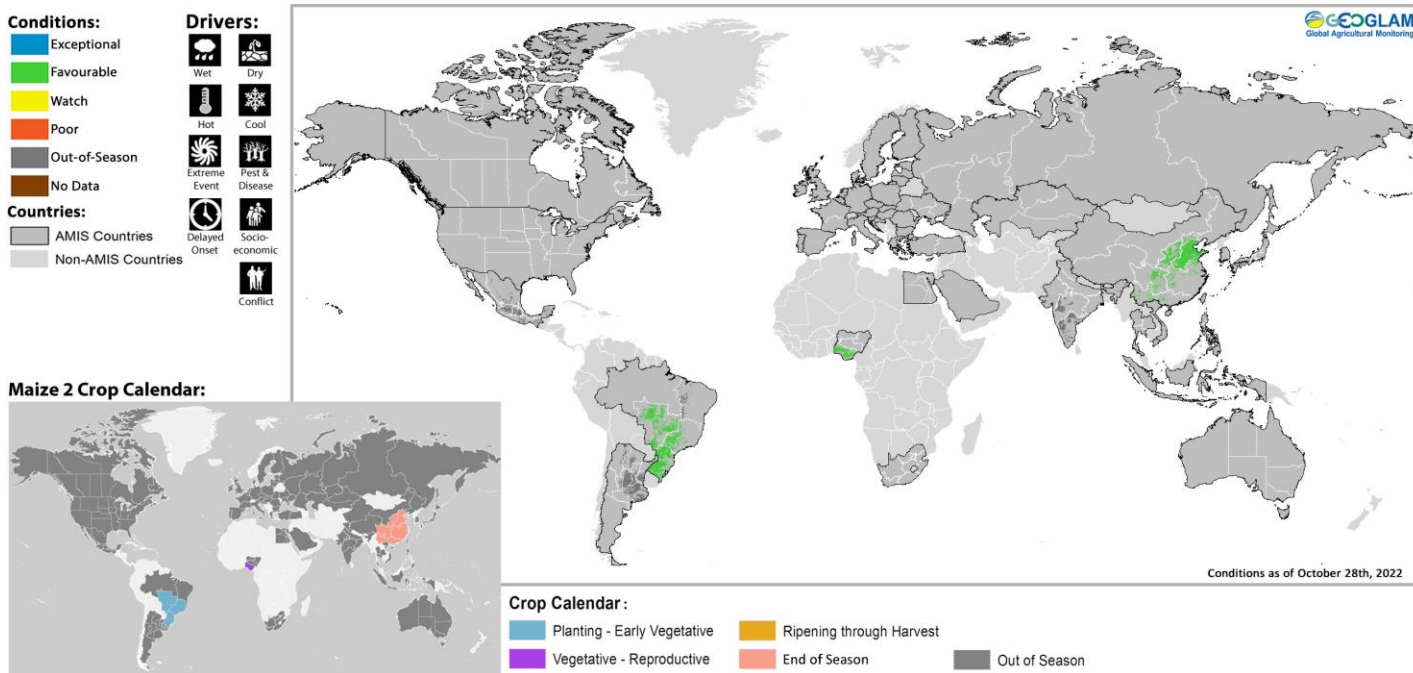 Conditions:
Exceptional
Favourable
Watch
Poor
Out-of-Season
No Data
Countries:
AMIS Countries
Non-AMIS Countries
Drivers:
Wet
Dry
Hot
Cool
Extreme
Event
Pest &
Disease
Delayed
Onset
Socio-
economic
Conflict
GEOGLAM
Global Agricultural Monitoring
Conditions as of October 28th, 2022
Maize 2 Crop Calendar:
Crop Calendar :
Planting - Early Vegetative
Ripening through Harvest
Vegetative - Reproductive
End of Season
Out of Season